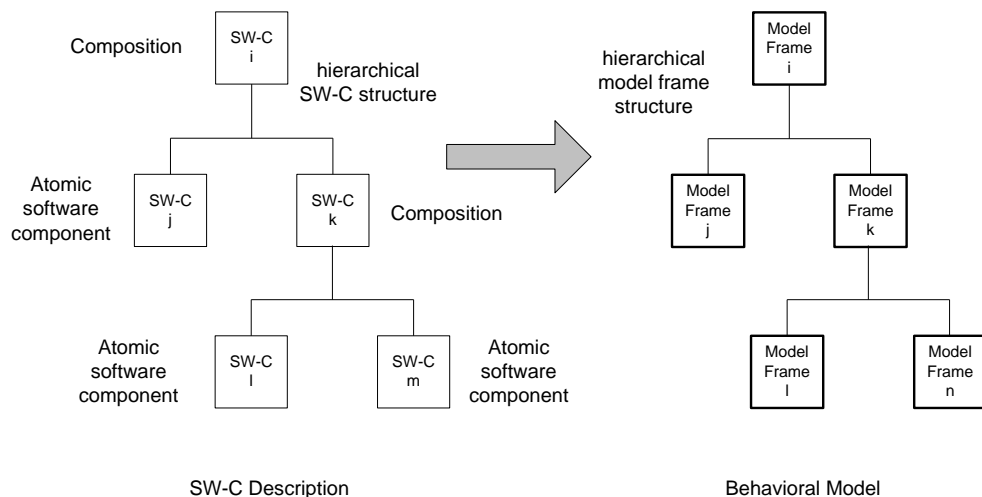 Composition
SW-C
i
hierarchical
SW-C structure
Atomic
software
component
SW-C
j
SW-C
k
Composition
Atomic
software
component
SW-C
l
SW-C
m
Atomic
software
component
SW-C Description
Model
Frame
i
hierarchical
model frame
structure
Model
Frame
j
Model
Frame
k
Model
Frame
l
Model
Frame
n
Behavioral Model